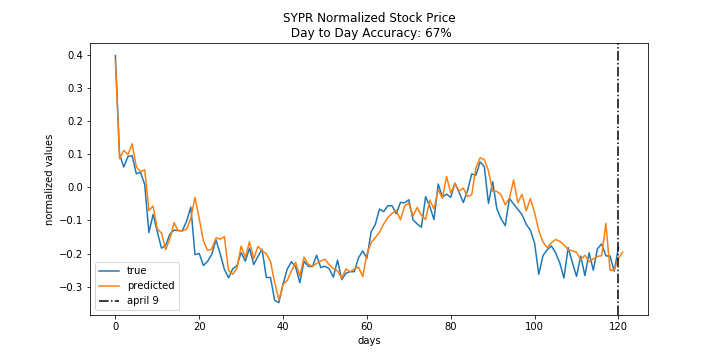 SYPR Normalized Stock Price
Day to Day Accuracy: 67%
normalized values
0.4
0.3
0.2
0.1
0.0
−0.1
−0.2
−0.3
true
predicted
april 9
0 20 40 60 80 100 120
days